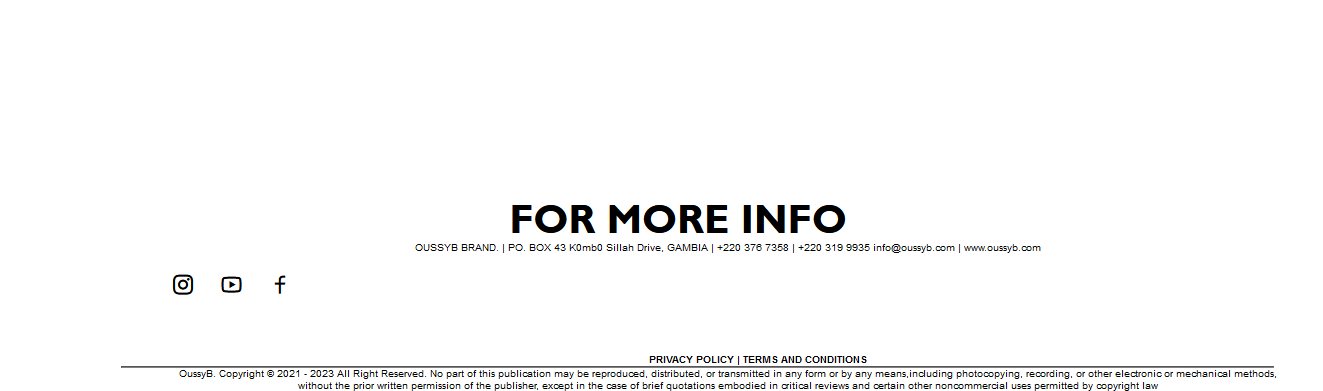 FOR MORE INFO
OUSSYB BRAND. | PO. BOX 43 K0mb0 Sillah Drive, GAMBIA | +220 376 7358 | +220 319 9935 info@oussyb.com | www.oussyb.com
PRIVACY POLICY | TERMS AND CONDITIONS
OussyB. Copyright © 2021 - 2023 All Right Reserved. No part of this publication may be reproduced, distributed, or transmitted in any form or by any means,including photocopying, recording, or other electronic or mechanical methods,
without the prior written permission of the publisher, except in the case of brief quotations embodied in critical reviews and certain other noncommercial uses permitted by copyright law